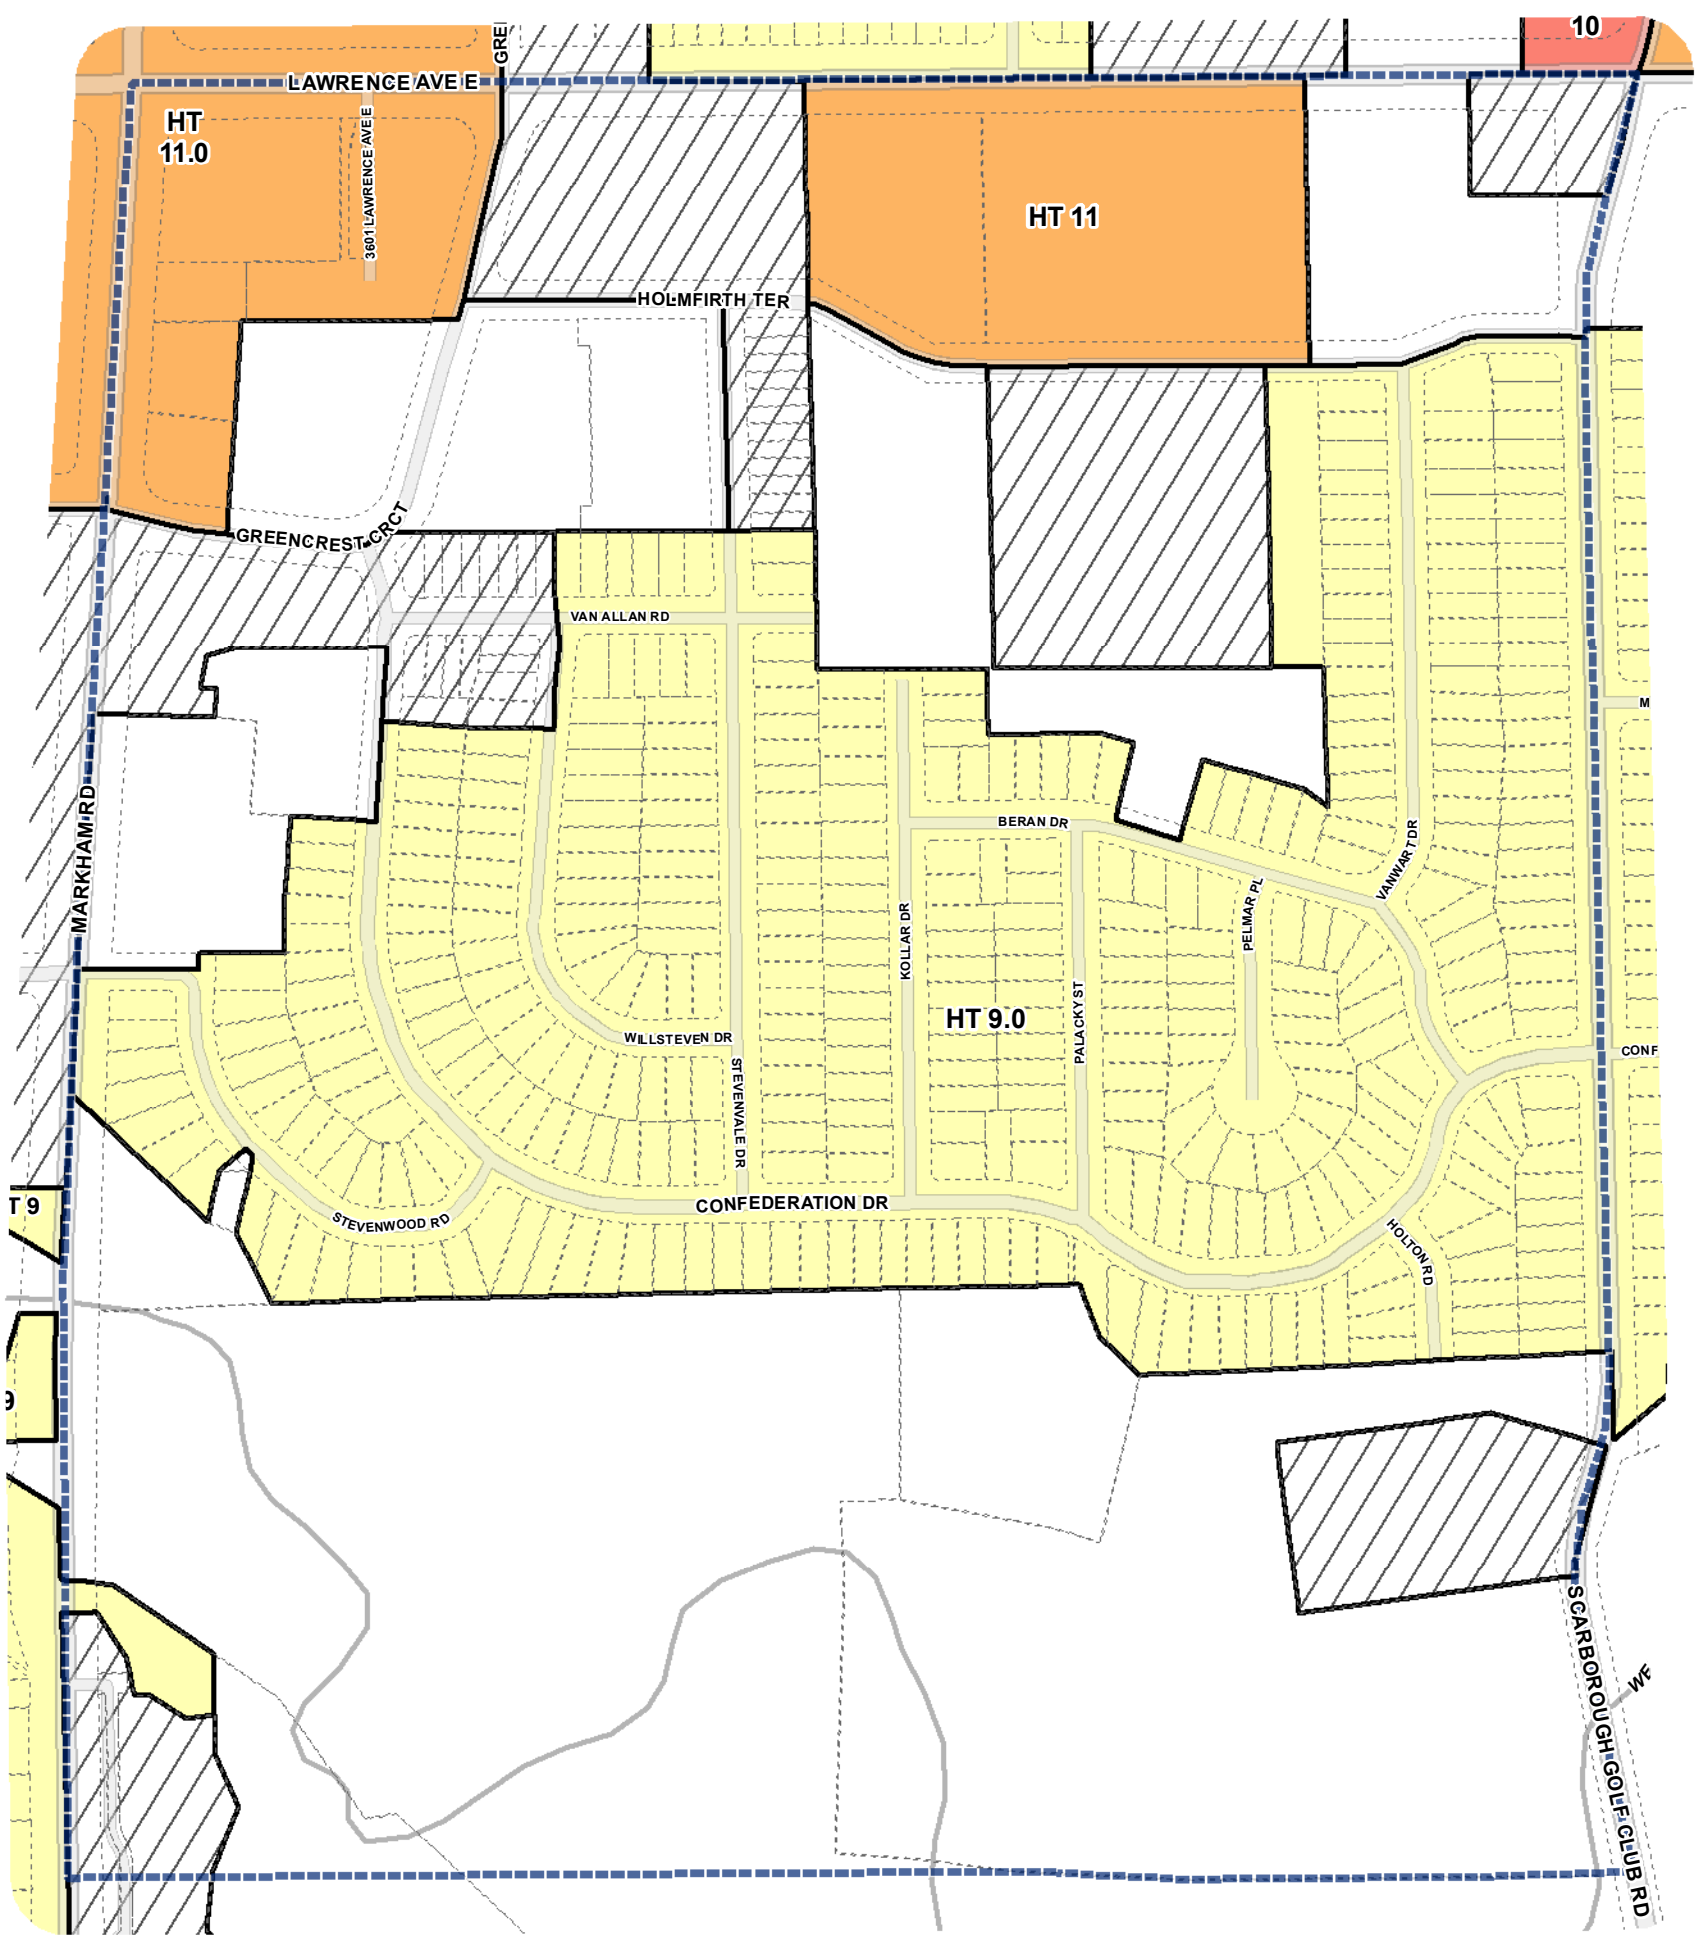 10
GRE
LAWRENCE AVE E
HT
11.0
3601 LAWRENCE AVE E
HT 11
HOLMFIRTH TER
GREENCREST CRCT
VAN ALLAN RD
M
MARKHAM RD
BERAN DR
VANWART DR
PELMAR PL
KOLLAR DR
PALACKY ST
HT 9.0
WILLSTEVEN DR
CONF
STEVENVALE DR
T 9
STEVENWOOD RD
CONFEDERATION DR
HOLTON RD
9
SCARBOROUGH GOLF CLUB RD
WF